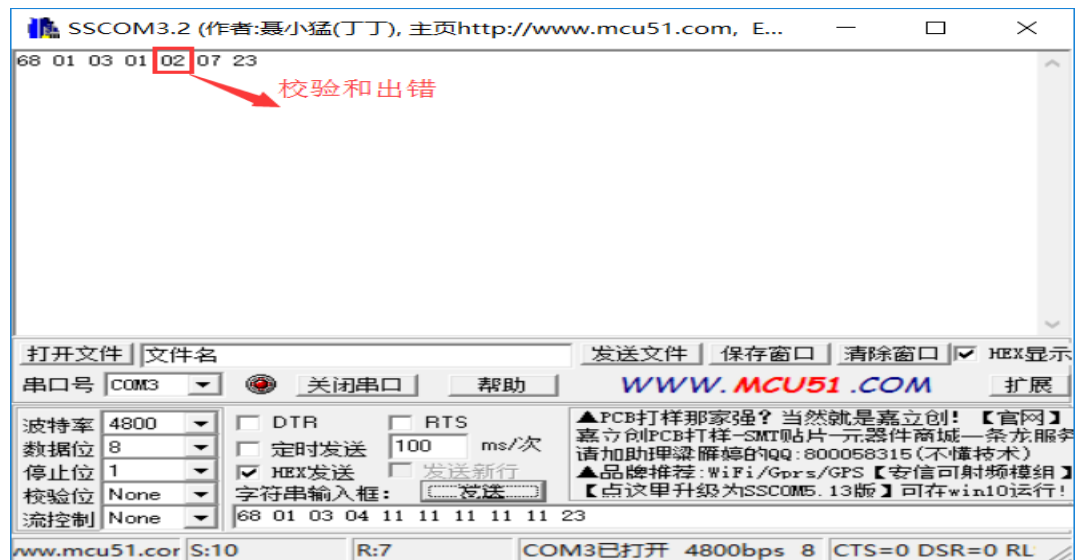 SSCOM3.2 (作者:聂小猛(丁丁), 主页http://www.mcu51.com, E...
68 01 03 01 02 07 23
校验和出错
打开文件 文件名 发送文件 保存窗口 清除窗口 HEX显示
串口号 COM3 关闭串口 帮助 WWW.MCU51.COM 扩展
波特率 4800 DTR RTS
数据位 8 定时发送 100 ms/次
停止位 1 HEX发送 发送新行
校验位 None 字符串输入框: 发送
流控制 None 68 01 03 04 11 11 11 11 11 23
▲PCB打样那家强?当然就是嘉立创!【官网】
嘉立创PCB打样-SMT贴片-元器件商城—条龙服务
请加助理梁雁婷的QQ:800058315(不懂技术)
▲品牌推荐:WiFi/Gprs/GPS【安信可射频模组】
【点这里升级为SSCOM5.13版】可在win10运行!
www.mcu51.cor S:10 R:7 COM3已打开 4800bps 8 CTS=0 DSR=0 RL